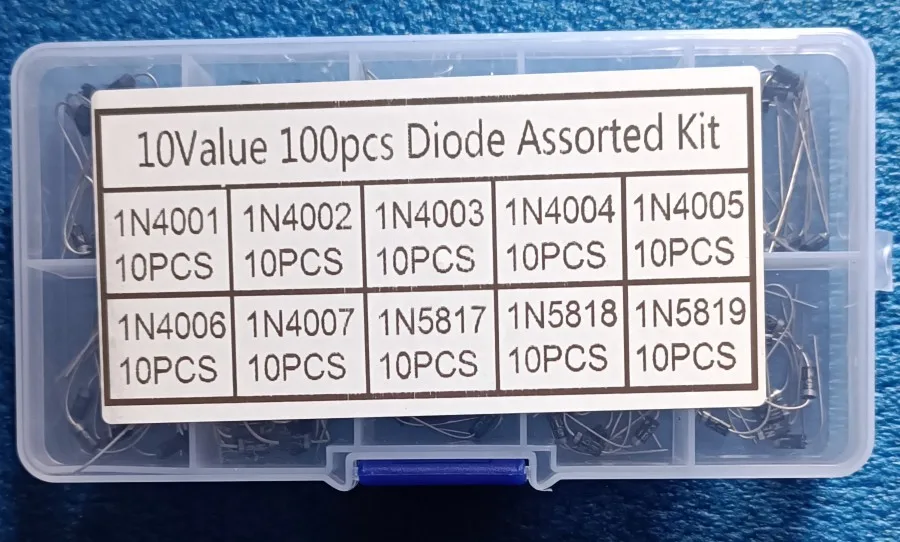 10Value 100pcs Diode Assorted Kit
1N4001 1N4002 1N4003 1N4004 1N4005
10PCS 10PCS 10PCS 10PCS 10PCS
1N4006 1N4007 1N5817 1N5818 1N5819
10PCS 10PCS 10PCS 10PCS 10PCS